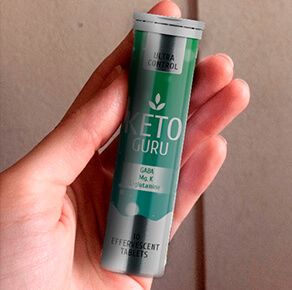 ULTRA
CONTROL
KETO
GURU
GABA
Mg, K
glutamine
10
EFFERVESCENT
TABLETS